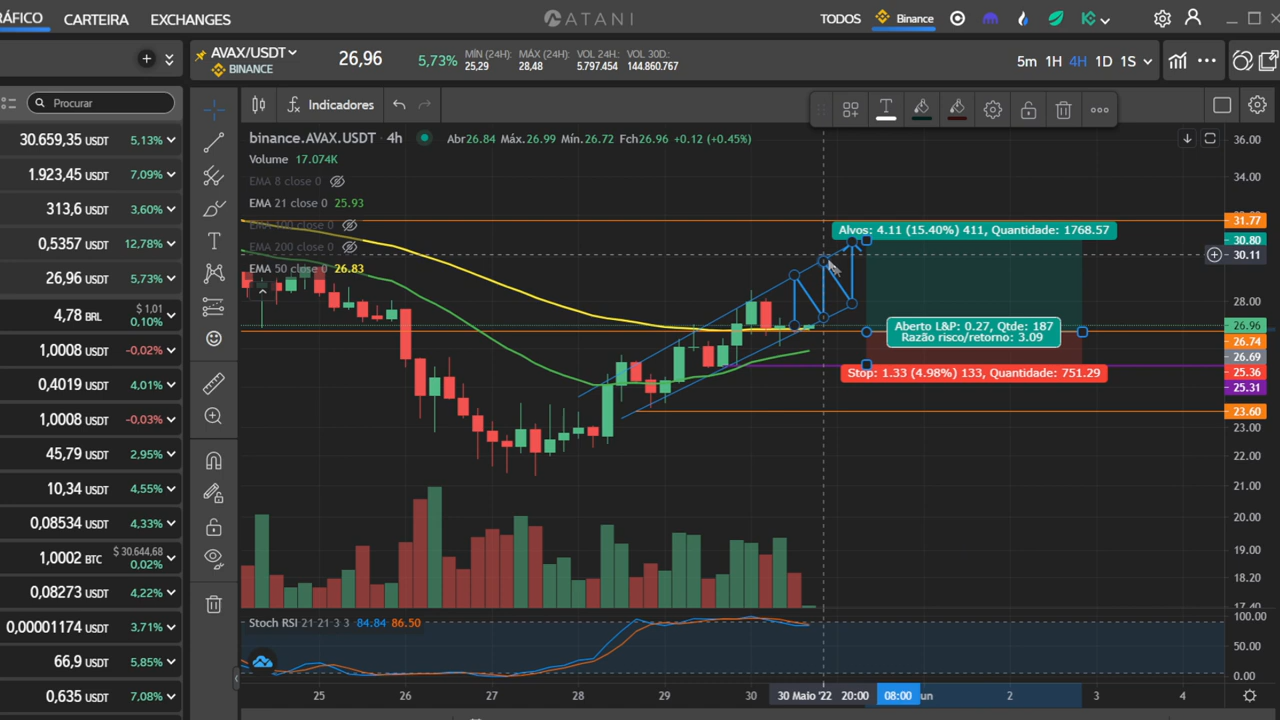 RÁFICO CARTEIRA EXCHANGES
ATANI
TODOS Binance
AVAX/USDT
BINANCE
26,96
5,73%
MÍN (24H): MÁX (24H): VOL 24H: VOL 30D:
25,29 28,48 5.797.454 144.860.767
5m 1H 4H 1D 1S
Procurar
Indicadores
30.659,35 USDT 5,13%
1.923,45 USDT 7,09%
313,6 USDT 3,60%
0,5357 USDT 12,78%
26,96 USDT 5,73%
4,78 BRL $ 1,01 0.10%
1,0008 USDT -0,02%
0,4019 USDT 4,01%
1,0008 USDT -0,03%
45,79 USDT 2,95%
10,34 USDT 4,55%
0,08534 USDT 4,33%
1,0002 BTC $ 30.644,68 0.02%
0,08273 USDT 4,22%
0,00001174 USDT 3,71%
66,9 USDT 5,85%
0,635 USDT 7,08%
binance.AVAX.USDT 4h
Abr26.84 Máx.26.99 Mín.26.72 Fch26.96 +0.12 (+0.45%)
Volume 17.074K
EMA 8 close 0
EMA 21 close 0 25.93
EMA 100 close 0
EMA 200 close 0
EMA 50 close 0 26.83
Alvos: 4.11 (15.40%) 411, Quantidade: 1768.57
Aberto L&P: 0.27, Qtde: 187
Razão risco/retorno: 3.09
Stop: 1.33 (4.98%) 133, Quantidade: 751.29
36.00
34.00
31.77
30.80
30.11
28.00
26.96
26.74
26.69
25.36
25.31
23.60
23.00
22.00
21.00
20.00
19.00
18.20
17.40
Stoch RSI 21 21 3 3 84.84 86.50
100.00
50.00
0.00
25 26 27 28 29 30 30 Maio '22 20:00 08:00 un 2 3 4